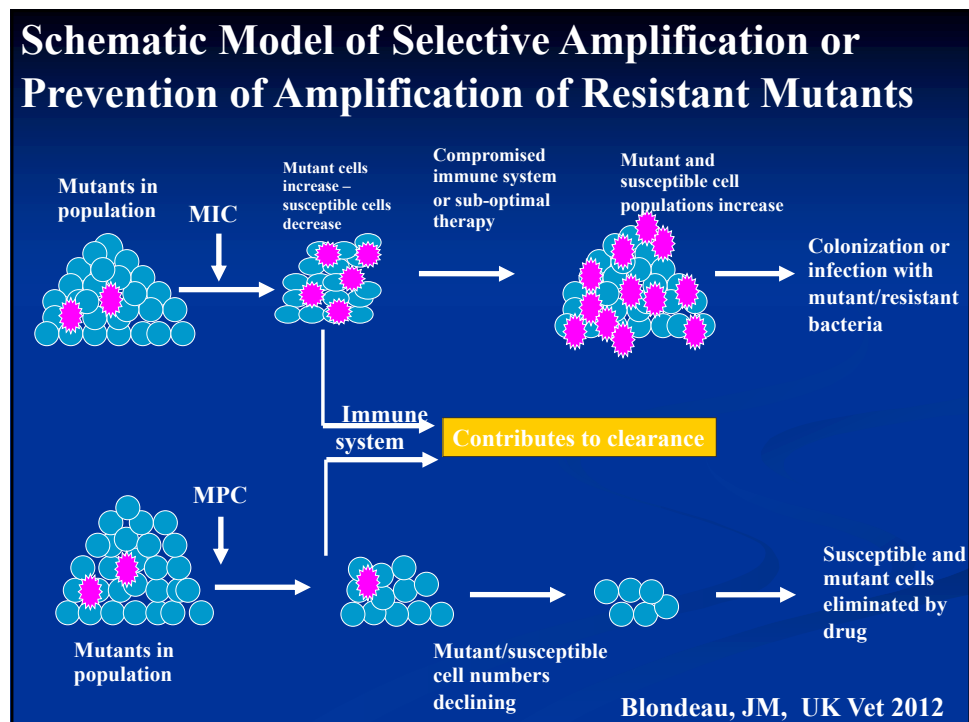 Schematic Model of Selective Amplification or
Prevention of Amplification of Resistant Mutants
Mutants in
population
MIC
Mutant cells
increase –
susceptible cells
decrease
Compromised
immune system
or sub-optimal
therapy
Mutant and
susceptible cell
populations increase
Colonization or
infection with
mutant/resistant
bacteria
Immune
system
Contributes to clearance
MPC
Mutants in
population
Mutant/susceptible
cell numbers
declining
Susceptible and
mutant cells
eliminated by
drug
Blondeau, JM, UK Vet 2012